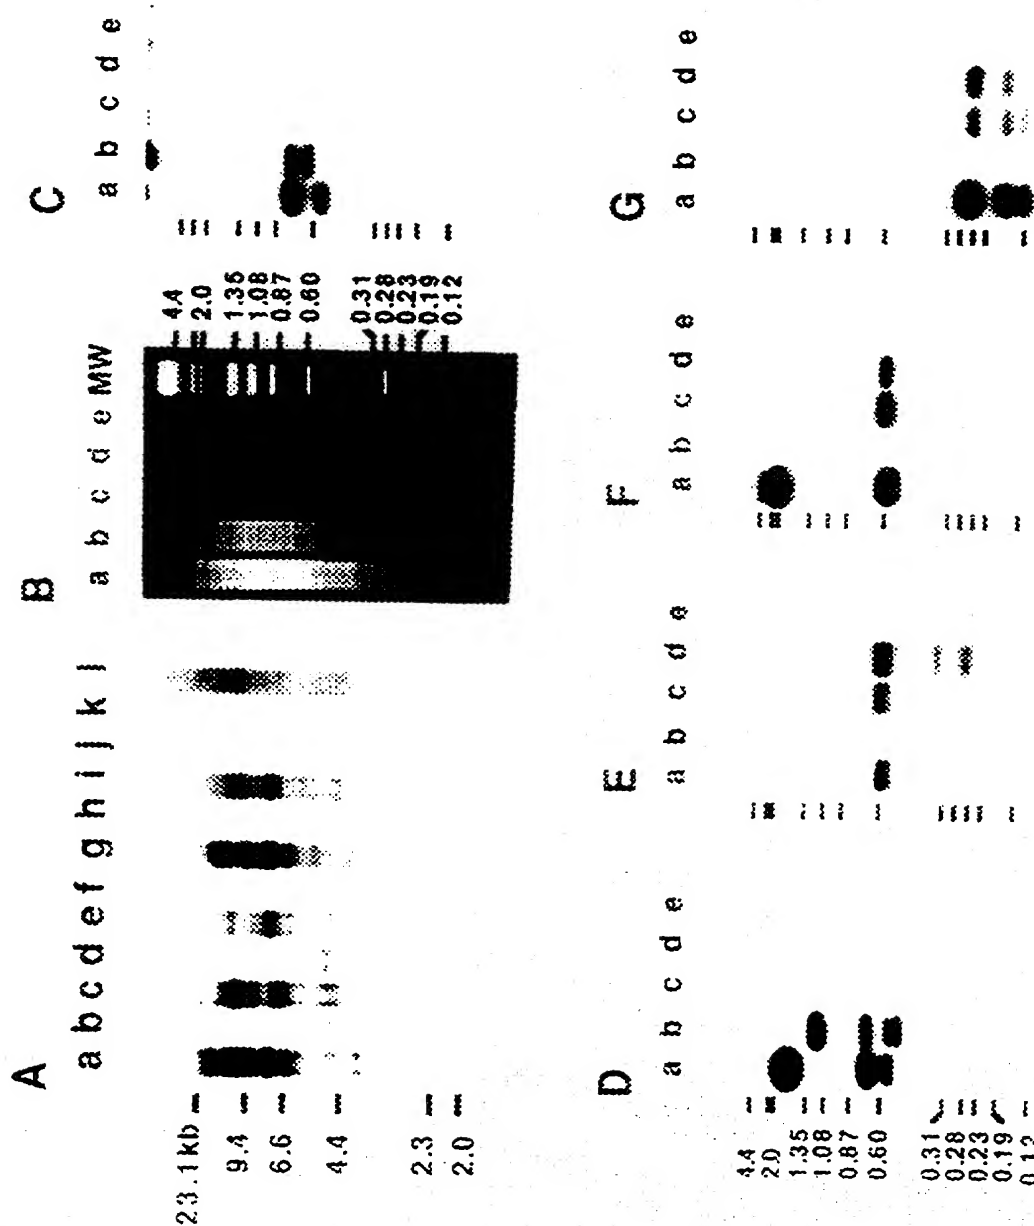 A
a b c d e f g h i j k l
23.1kb
9.4
6.6
4.4
2.3
2.0
B
a b c d e MW
4.4
2.0
1.35
1.08
0.87
0.60
0.31
0.28
0.23
0.19
0.12
C
a b c d e
D
a b c d e
4.4
2.0
1.35
1.08
0.87
0.60
0.31
0.28
0.23
0.19
0.12
E
a b c d e
F
a b c d e
G
a b c d e